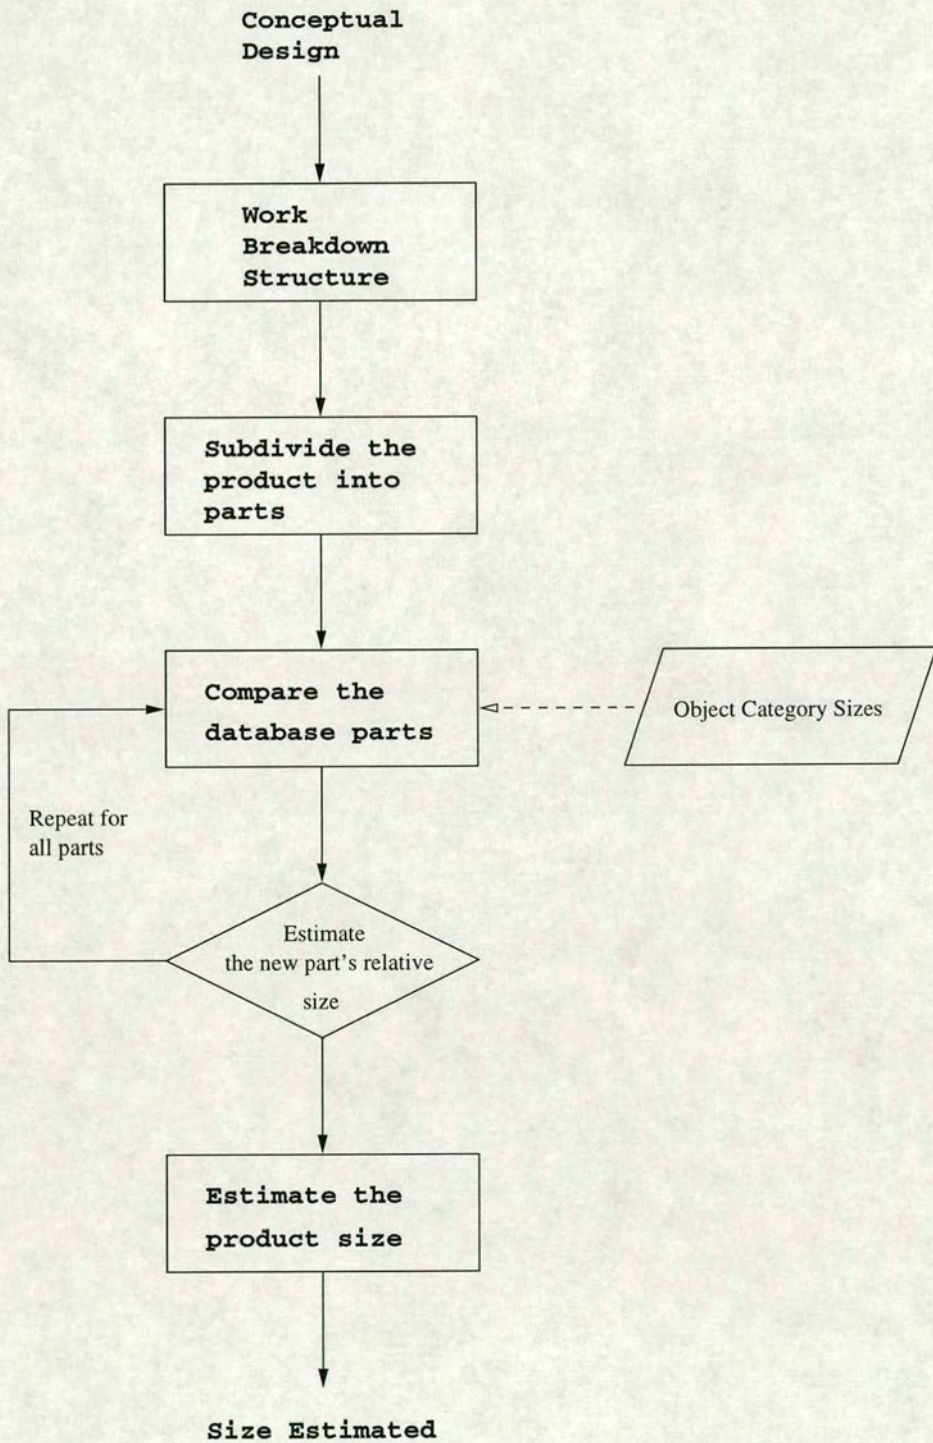 Conceptual
Design
Work
Breakdown
Structure
Subdivide the
product into
parts
Compare the
database parts
Object Category Sizes
Repeat for
all parts
Estimate
the new part's relative
size
Estimate the
product size
Size Estimated